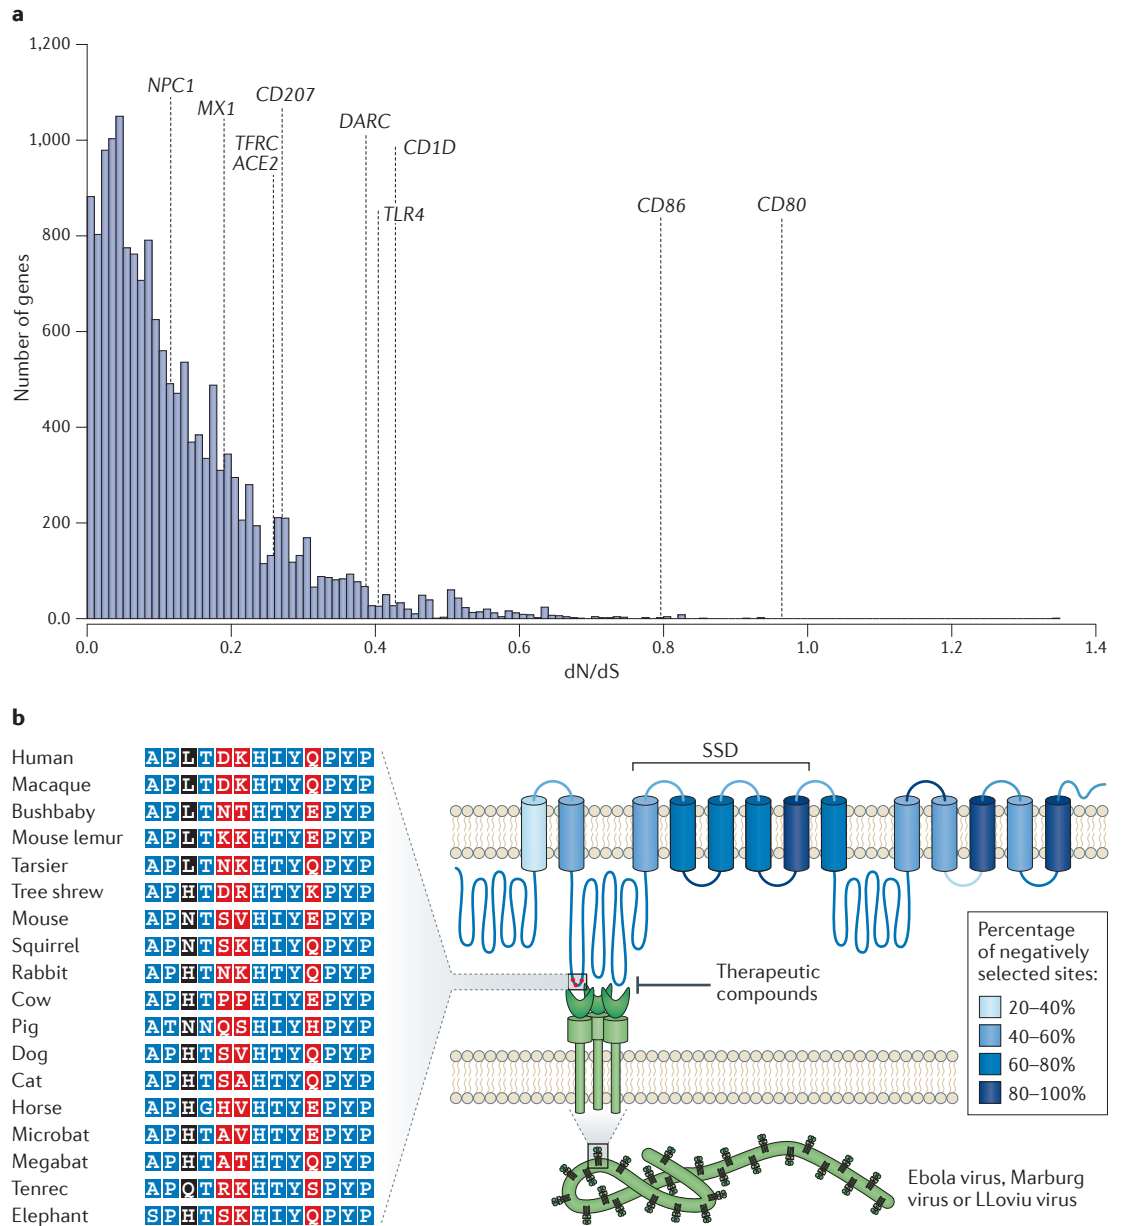 a
1,200
1,000
800
600
400
200
0.0
Number of genes
NPC1
MX1
CD207
TFRC
ACE2
DARC
CD1D
TLR4
CD86
CD80
0.0 0.2 0.4 0.6 0.8 1.0 1.2 1.4
dN/dS
b
Human APLTDKHIYQPYP
Macaque APLTDKHTYQPYP
Bushbaby APLTNTHTYEPYP
Mouse lemur APLTKKHTYEPYP
Tarsier APLTNKHTYQPYP
Tree shrew APHTDRHTYKPYP
Mouse APNTSVHIYEPYP
Squirrel APNTSKHIYQPYP
Rabbit APHTNKHTYQPYP
Cow APHTPPHIYEPYP
Pig ATNNQSHIYHPYP
Dog APHTSVHTYQPYP
Cat APHTSAHTYQPYP
Horse APHGHVHTYEPYP
Microbat APHTAVHTYEPYP
Megabat APHTATHTYQPYP
Tenrec APQTRKHTYSPYP
Elephant SPHTSKHIYQPYP
SSD
Therapeutic
compounds
Percentage
of negatively
selected sites:
20–40%
40–60%
60–80%
80–100%
Ebola virus, Marburg
virus or LLoviu virus